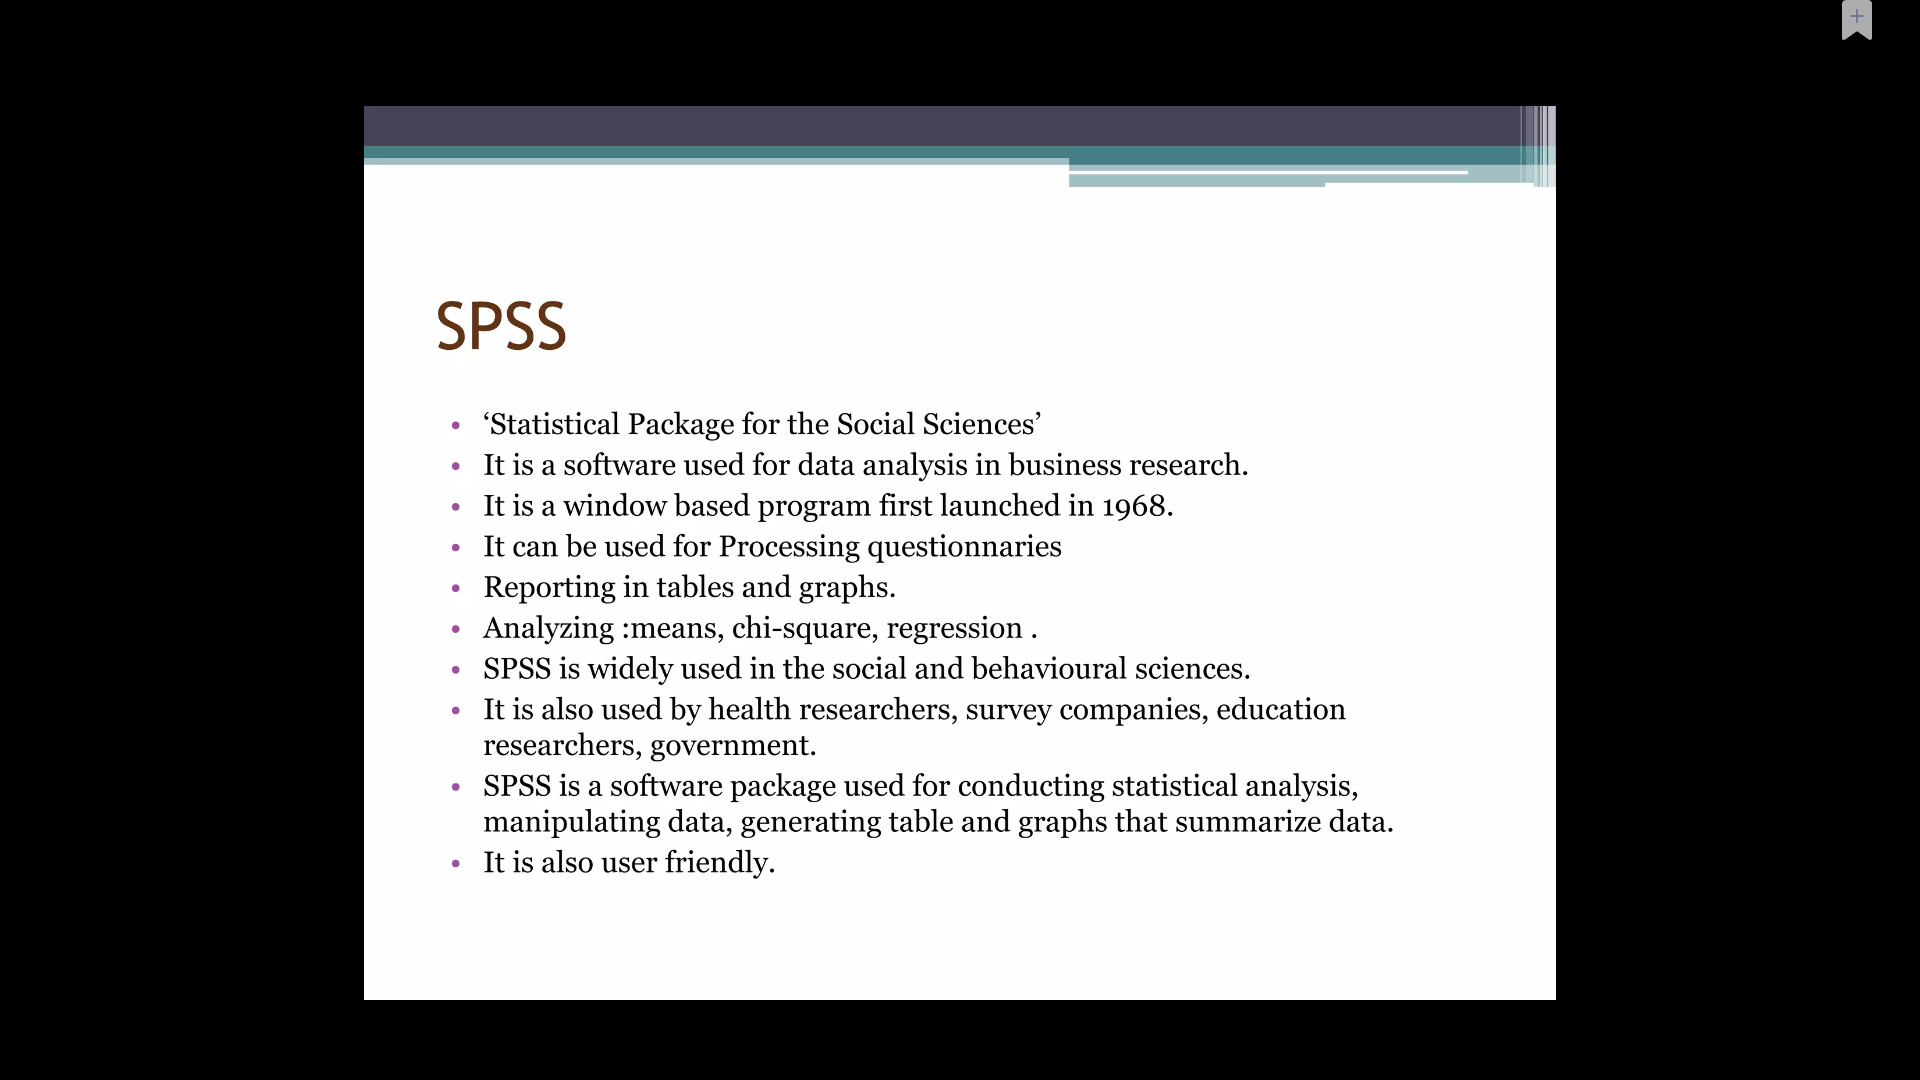 SPSS
• ‘Statistical Package for the Social Sciences’
• It is a software used for data analysis in business research.
• It is a window based program first launched in 1968.
• It can be used for Processing questionnaries
• Reporting in tables and graphs.
• Analyzing :means, chi-square, regression .
• SPSS is widely used in the social and behavioural sciences.
• It is also used by health researchers, survey companies, education
researchers, government.
• SPSS is a software package used for conducting statistical analysis,
manipulating data, generating table and graphs that summarize data.
• It is also user friendly.